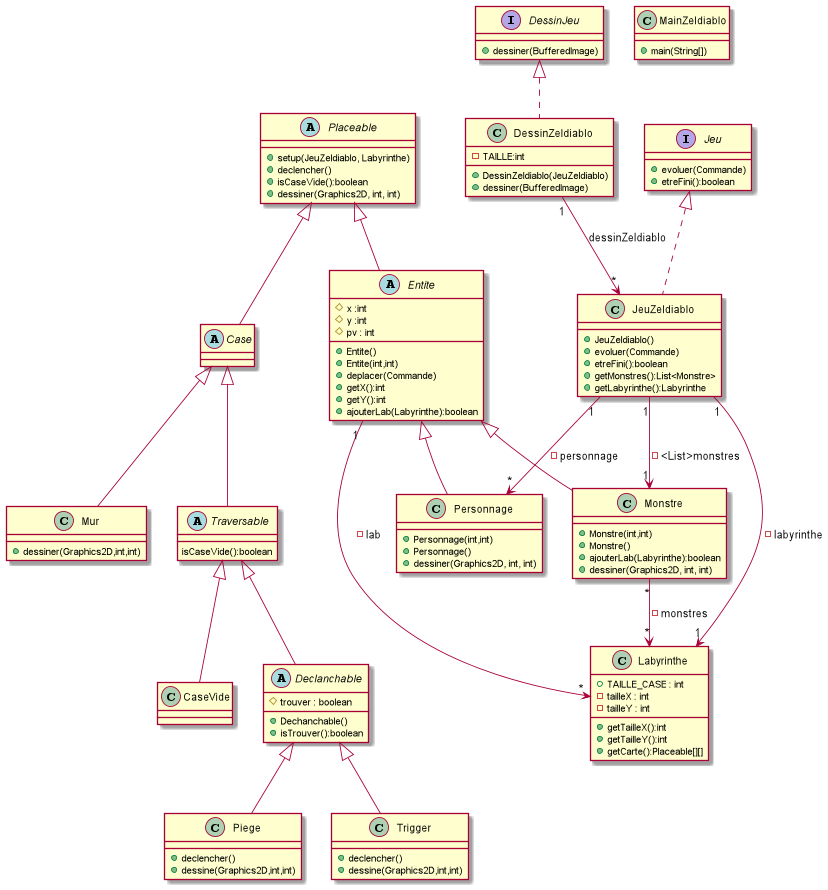 I DessinJeu
dessiner(BufferedImage)
C MainZeldiablo
main(String[])
A Placeable
setup(JeuZeldiablo, Labyrinthe)
declencher()
isCaseVide():boolean
dessiner(Graphics2D, int, int)
C DessinZeldiablo
TAILLE:int
DessinZeldiablo(JeuZeldiablo)
dessiner(BufferedImage)
I Jeu
evoluer(Commande)
etreFini():boolean
1
dessinZeldiablo
*
A Entite
x :int
y :int
pv : int
Entite()
Entite(int,int)
deplacer(Commande)
getX():int
getY():int
ajouterLab(Labyrinthe):boolean
C JeuZeldiablo
JeuZeldiablo()
evoluer(Commande)
etreFini():boolean
getMonstres():List<Monstre>
getLabyrinthe():Labyrinthe
A Case
1
1
1
1
personnage
<List>monstres
*
1
C Mur
dessiner(Graphics2D,int,int)
A Traversable
isCaseVide():boolean
C Personnage
Personnage(int,int)
Personnage()
dessiner(Graphics2D, int, int)
C Monstre
Monstre(int,int)
Monstre()
ajouterLab(Labyrinthe):boolean
dessiner(Graphics2D, int, int)
lab
labyrinthe
*
monstres
*
1
*
C CaseVide
A Declanchable
trouver : boolean
Dechanchable()
isTrouver():boolean
C Labyrinthe
TAILLE_CASE : int
tailleX : int
tailleY : int
getTailleX():int
getTailleY():int
getCarte():Placeable[][]
C Piege
declencher()
dessine(Graphics2D,int,int)
C Trigger
declencher()
dessine(Graphics2D,int,int)